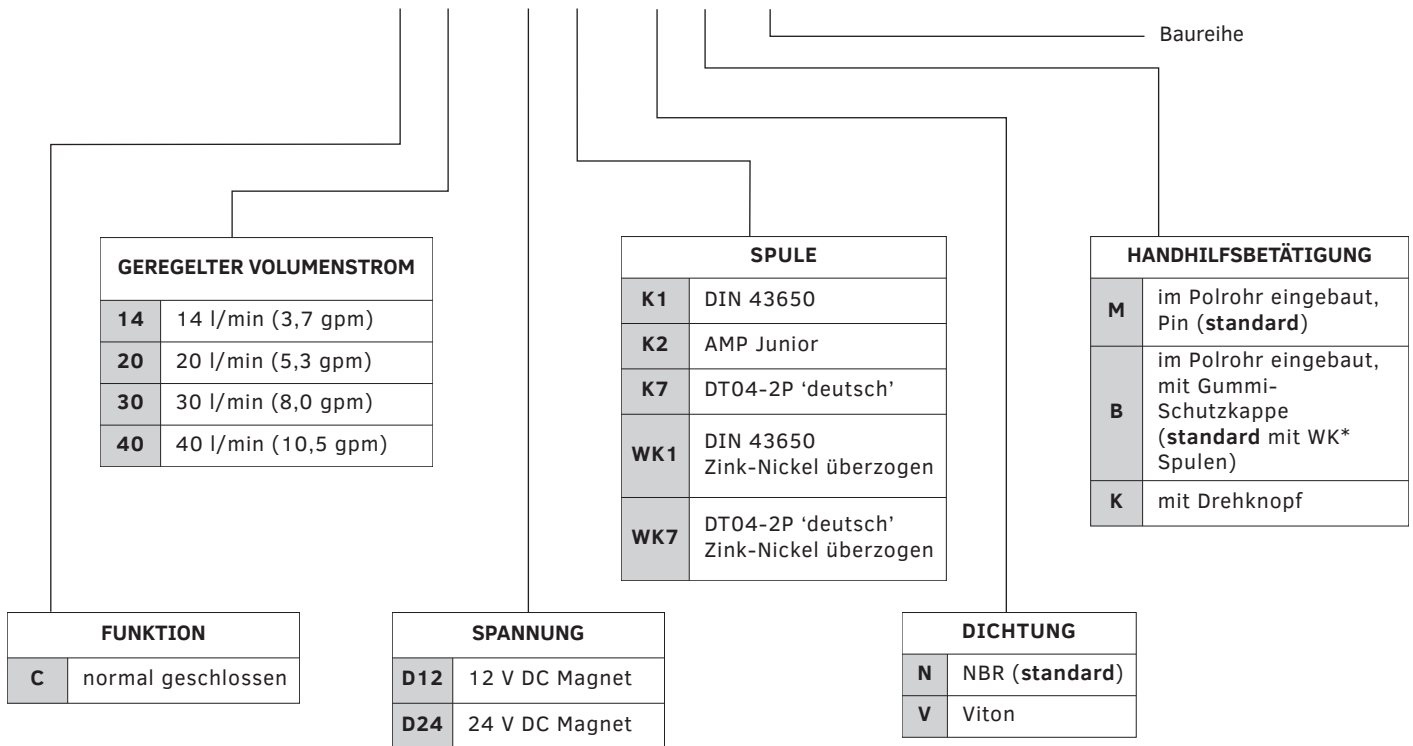 Baureihe
GEREGELTER VOLUMENSTROM
14 14 l/min (3,7 gpm)
20 20 l/min (5,3 gpm)
30 30 l/min (8,0 gpm)
40 40 l/min (10,5 gpm)
SPULE
K1 DIN 43650
K2 AMP Junior
K7 DT04-2P ‘deutsch’
WK1 DIN 43650
Zink-Nickel überzogen
WK7 DT04-2P ‘deutsch’
Zink-Nickel überzogen
HANDHILFSBETÄTIGUNG
M im Polrohr eingebaut,
Pin (standard)
B im Polrohr eingebaut,
mit Gummi-
Schutzkappe
(standard mit WK*
Spulen)
K mit Drehknopf
FUNKTION
C normal geschlossen
SPANNUNG
D12 12 V DC Magnet
D24 24 V DC Magnet
DICHTUNG
N NBR (standard)
V Viton